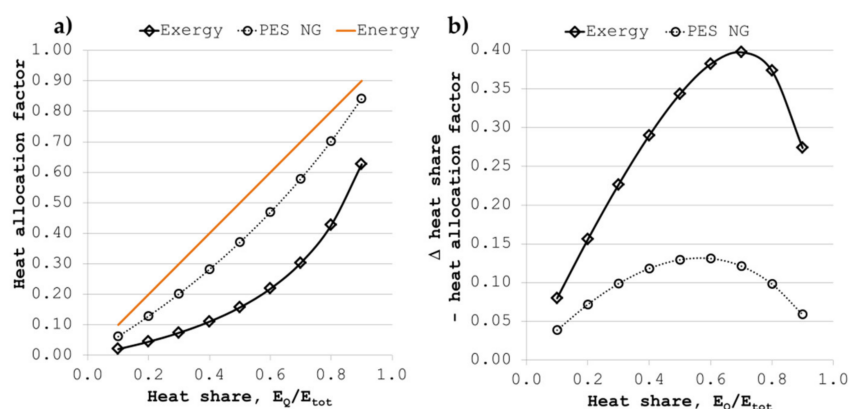 a)
Exergy PES NG Energy
Heat allocation factor
1.00
0.90
0.80
0.70
0.60
0.50
0.40
0.30
0.20
0.10
0.00
0.0 0.2 0.4 0.6 0.8 1.0
Heat share, E_Q/E_tot
b)
Exergy PES NG
Δ heat share
- heat allocation factor
0.40
0.35
0.30
0.25
0.20
0.15
0.10
0.05
0.00
0.0 0.2 0.4 0.6 0.8 1.0
Heat share, E_Q/E_tot